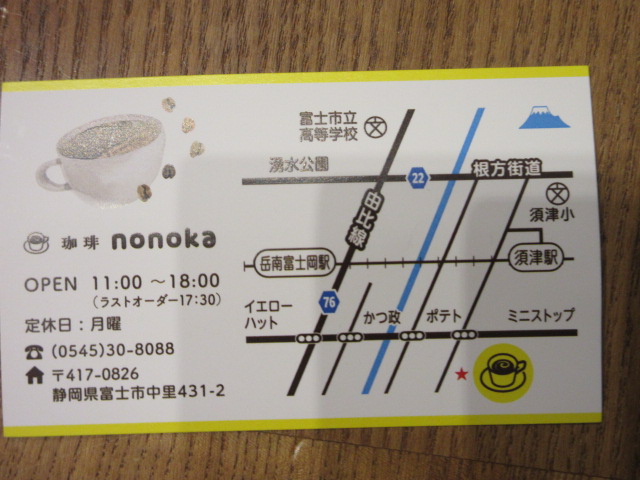 富士市立
高等学校
湧水公園
22
根方街道
由比線
須津小
珈琲 nonoka
岳南富士岡駅
須津駅
OPEN 11:00 〜18:00
(ラストオーダー17:30)
定休日:月曜
(0545)30-8088
〒417-0826
静岡県富士市中里431-2
76
イエロー
ハット
かつ政
ポテト
ミニストップ